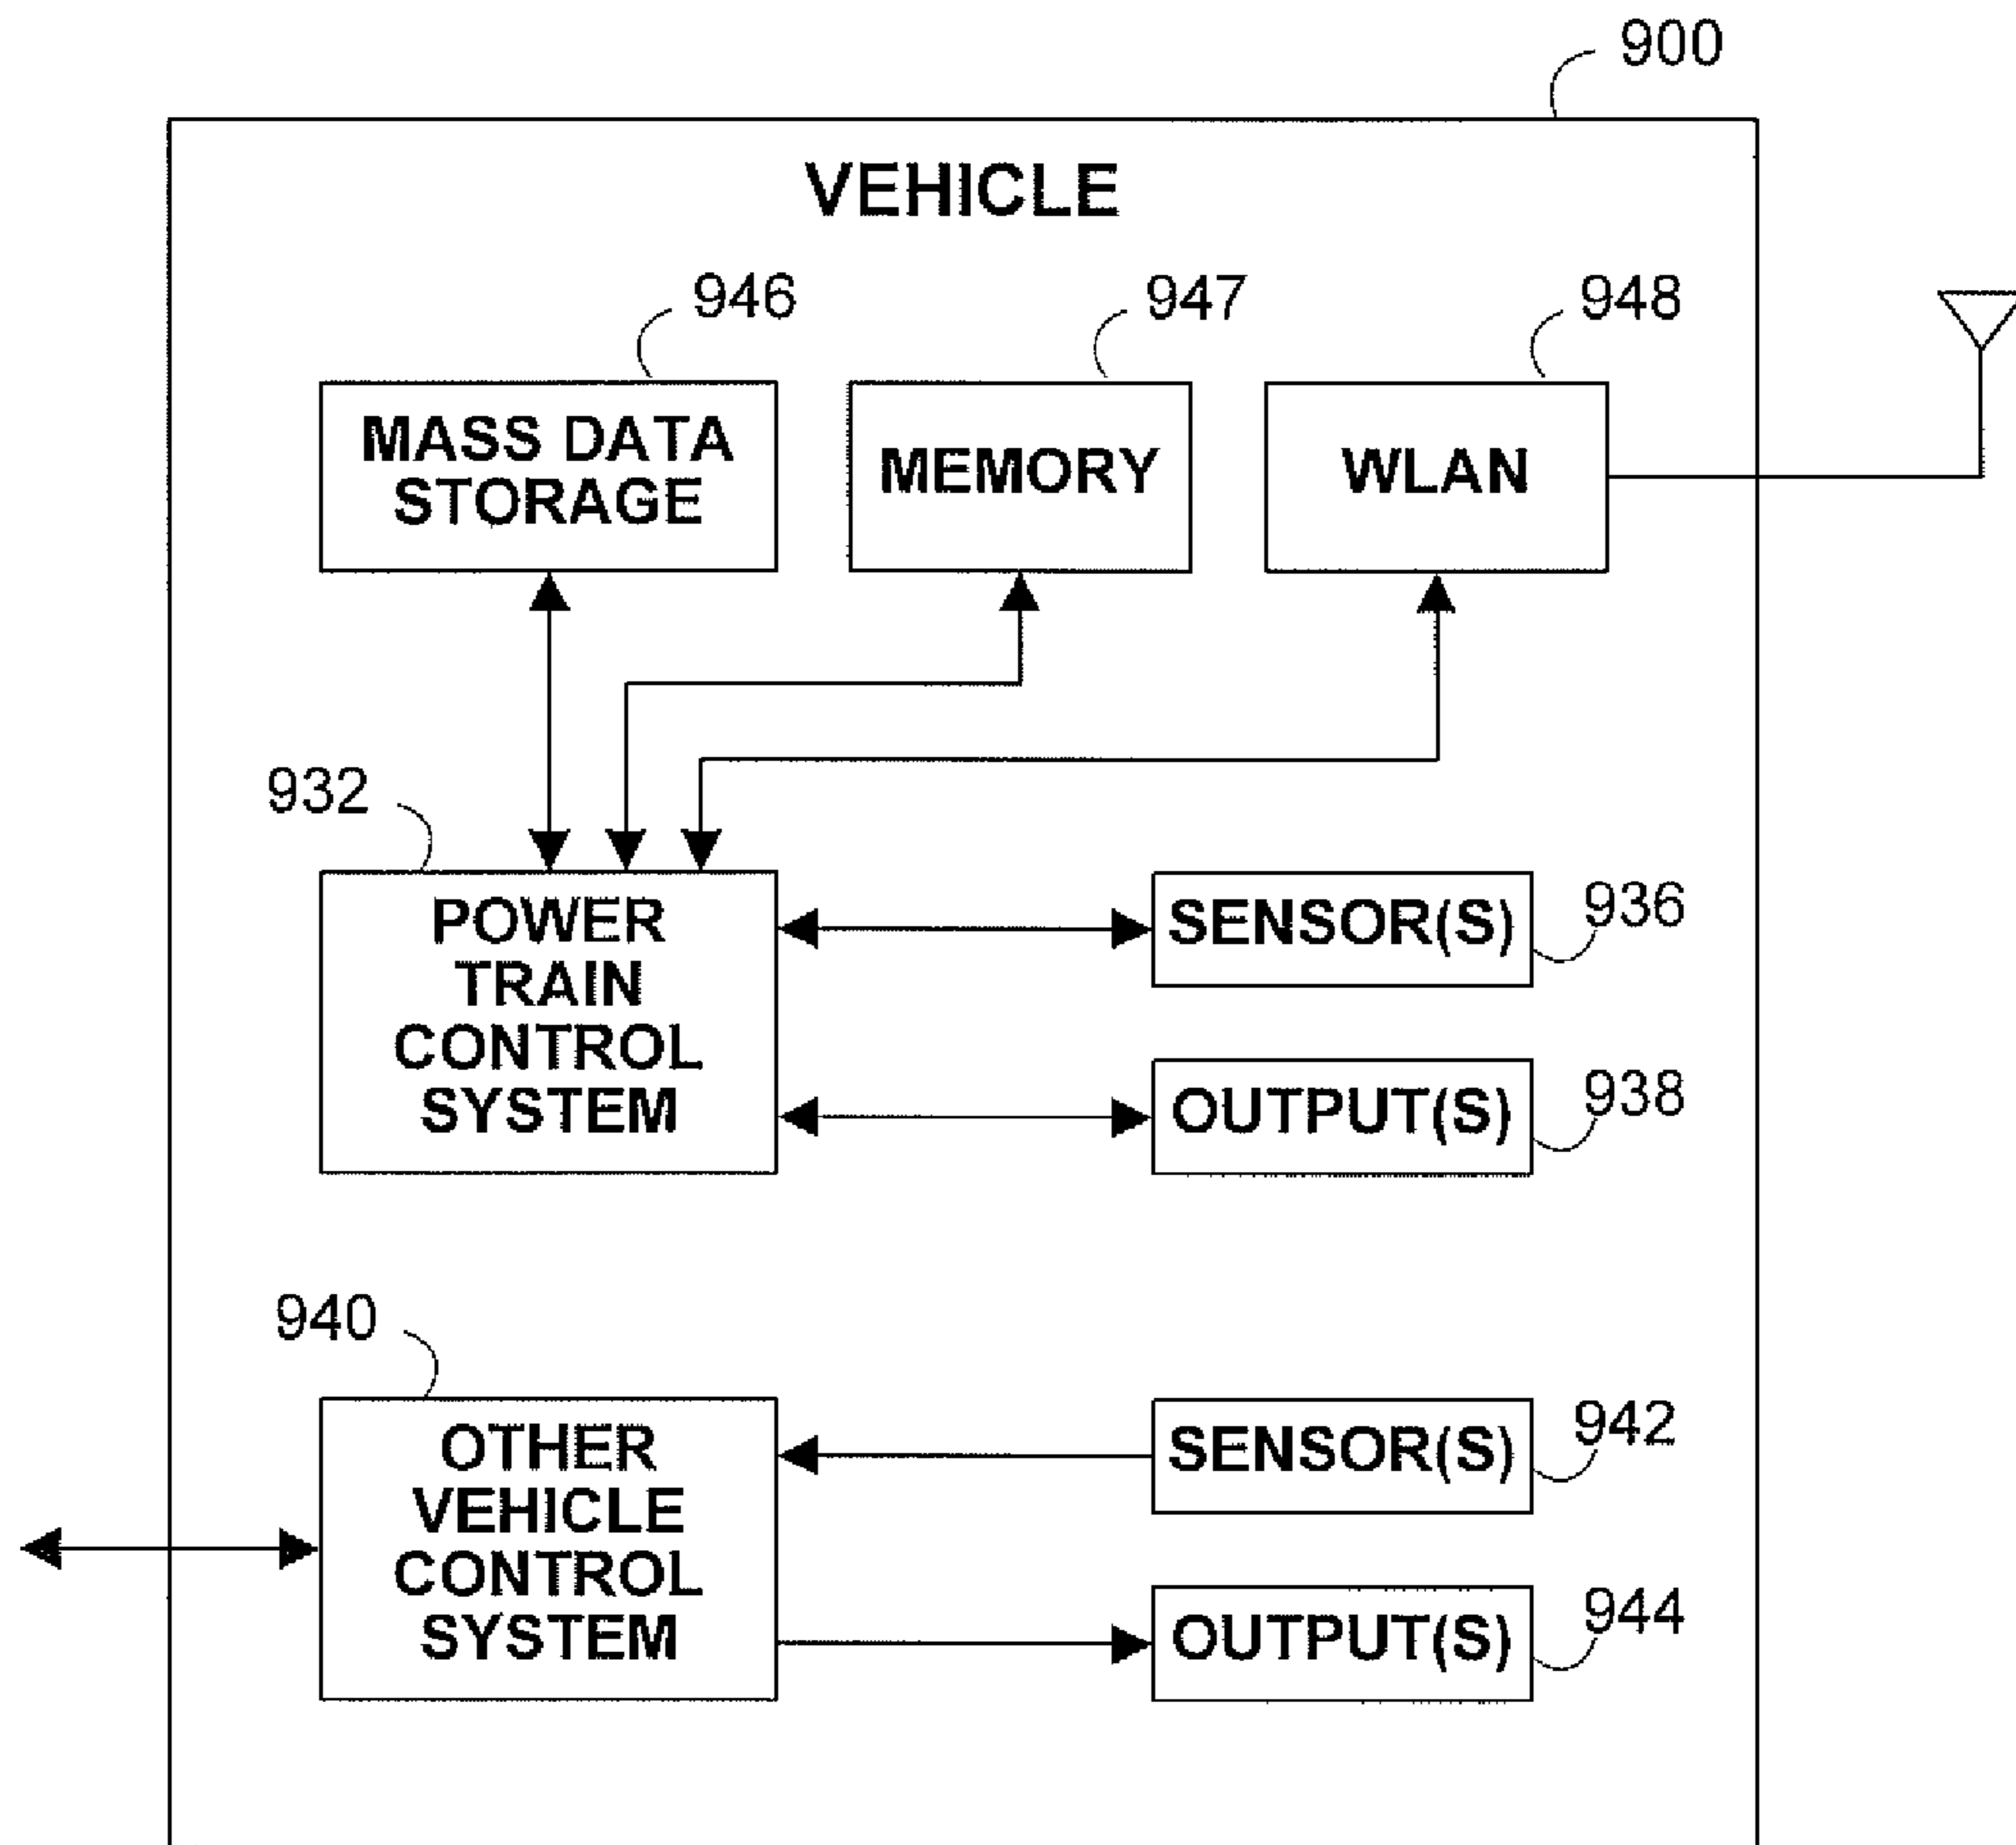 900
VEHICLE
946
947
948
MASS DATA
STORAGE
MEMORY
WLAN
932
POWER
TRAIN
CONTROL
SYSTEM
SENSOR(S)
936
OUTPUT(S)
938
940
OTHER
VEHICLE
CONTROL
SYSTEM
SENSOR(S)
942
OUTPUT(S)
944